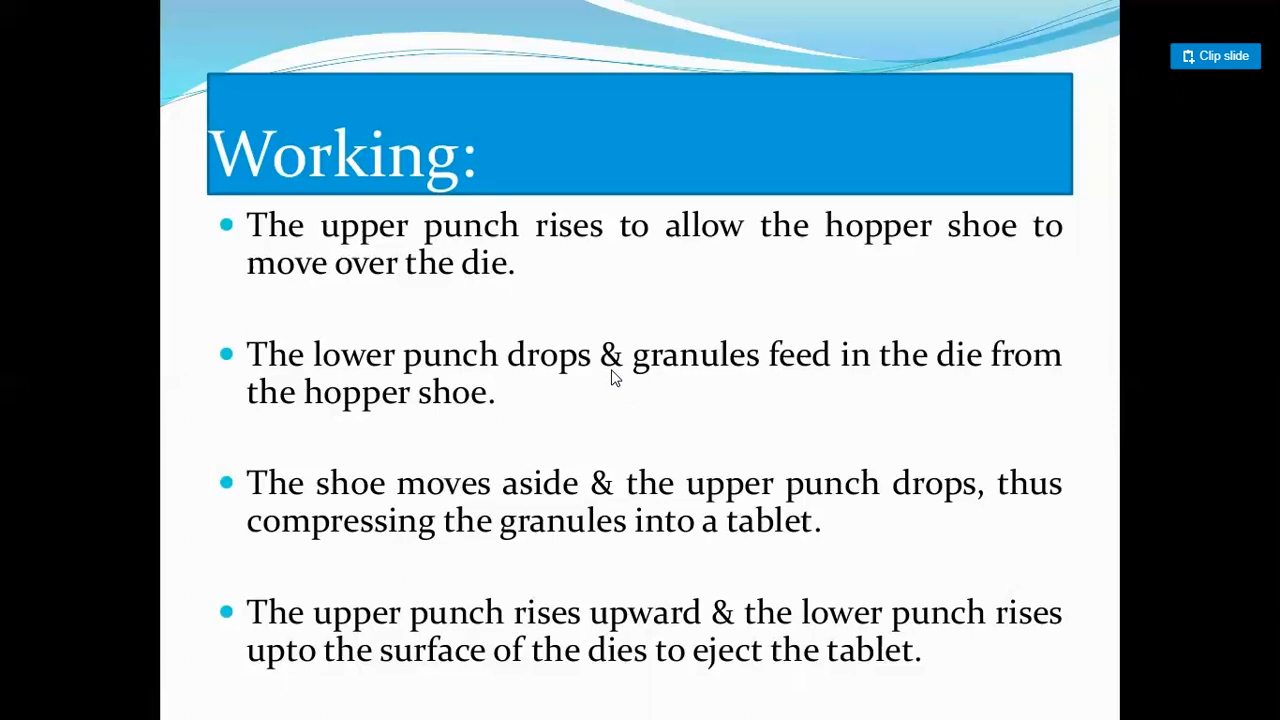 Clip slide
Working:
The upper punch rises to allow the hopper shoe to
move over the die.
The lower punch drops & granules feed in the die from
the hopper shoe.
The shoe moves aside & the upper punch drops, thus
compressing the granules into a tablet.
The upper punch rises upward & the lower punch rises
upto the surface of the dies to eject the tablet.